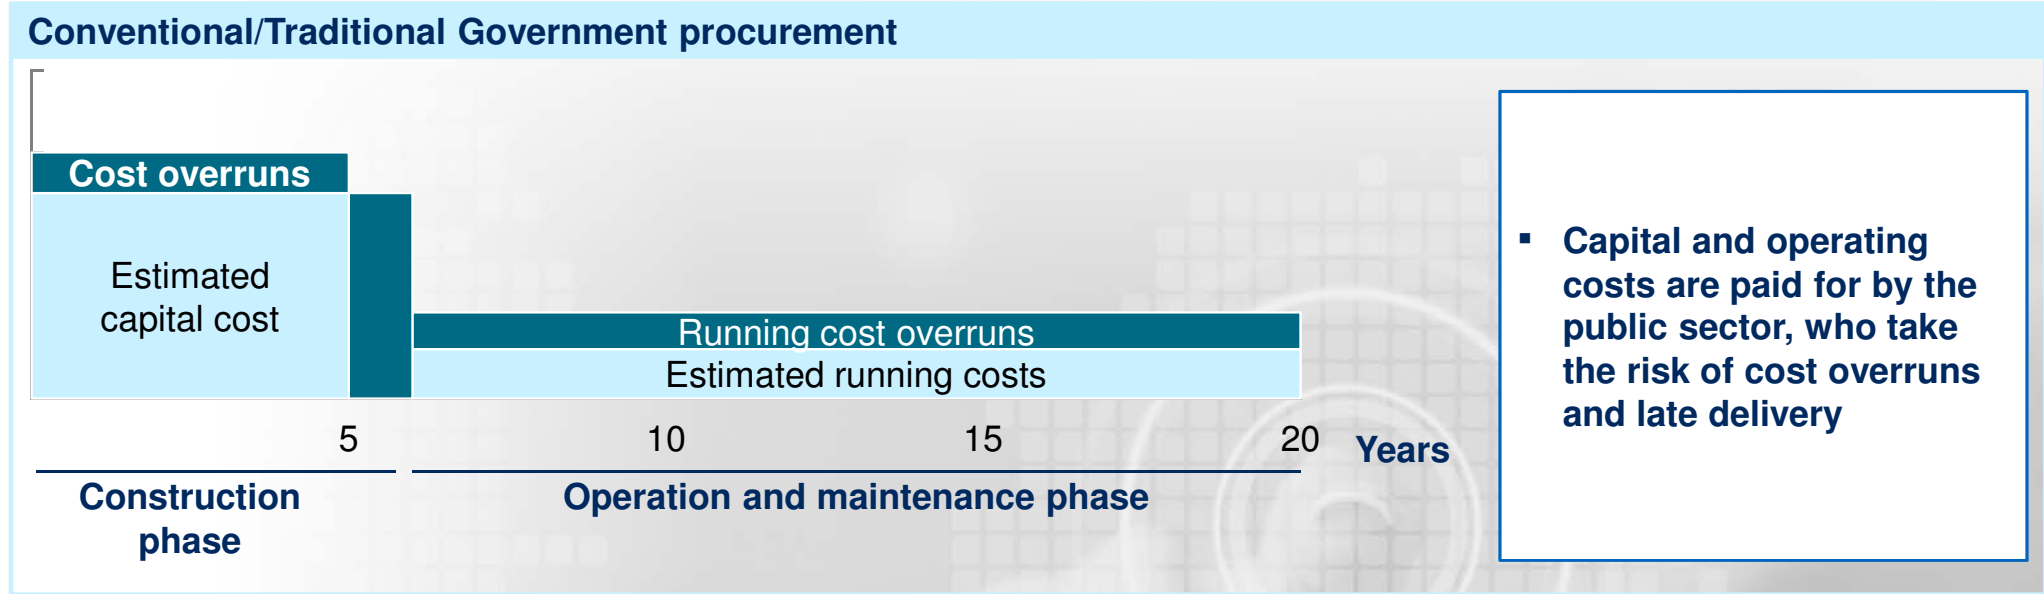 Conventional/Traditional Government procurement
Cost overruns
Estimated
capital cost
Running cost overruns
Estimated running costs
5 10 15 20 Years
Construction
phase
Operation and maintenance phase
▪ Capital and operating
costs are paid for by the
public sector, who take
the risk of cost overruns
and late delivery